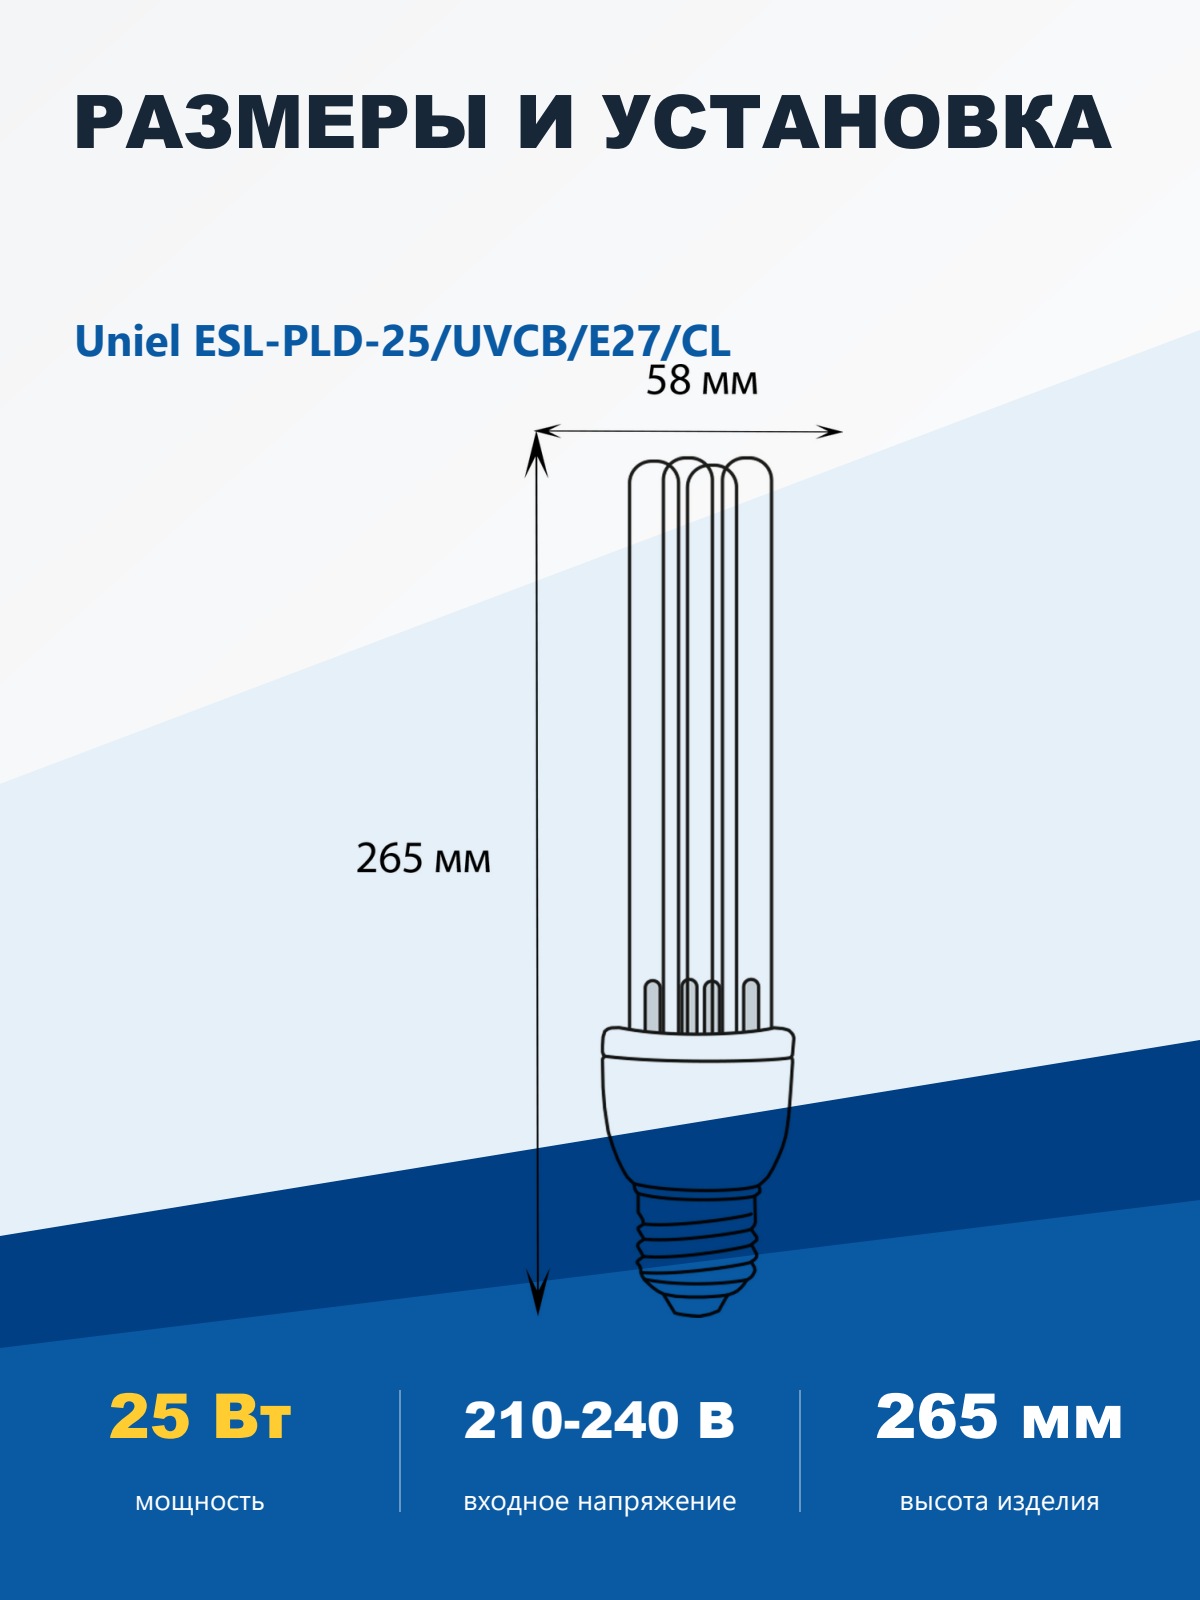 РАЗМЕРЫ И УСТАНОВКА
Uniel ESL-PLD-25/UVCB/E27/CL
58 мм
265 мм
25 Вт
210-240 В
265 мм
мощность
входное напряжение
высота изделия